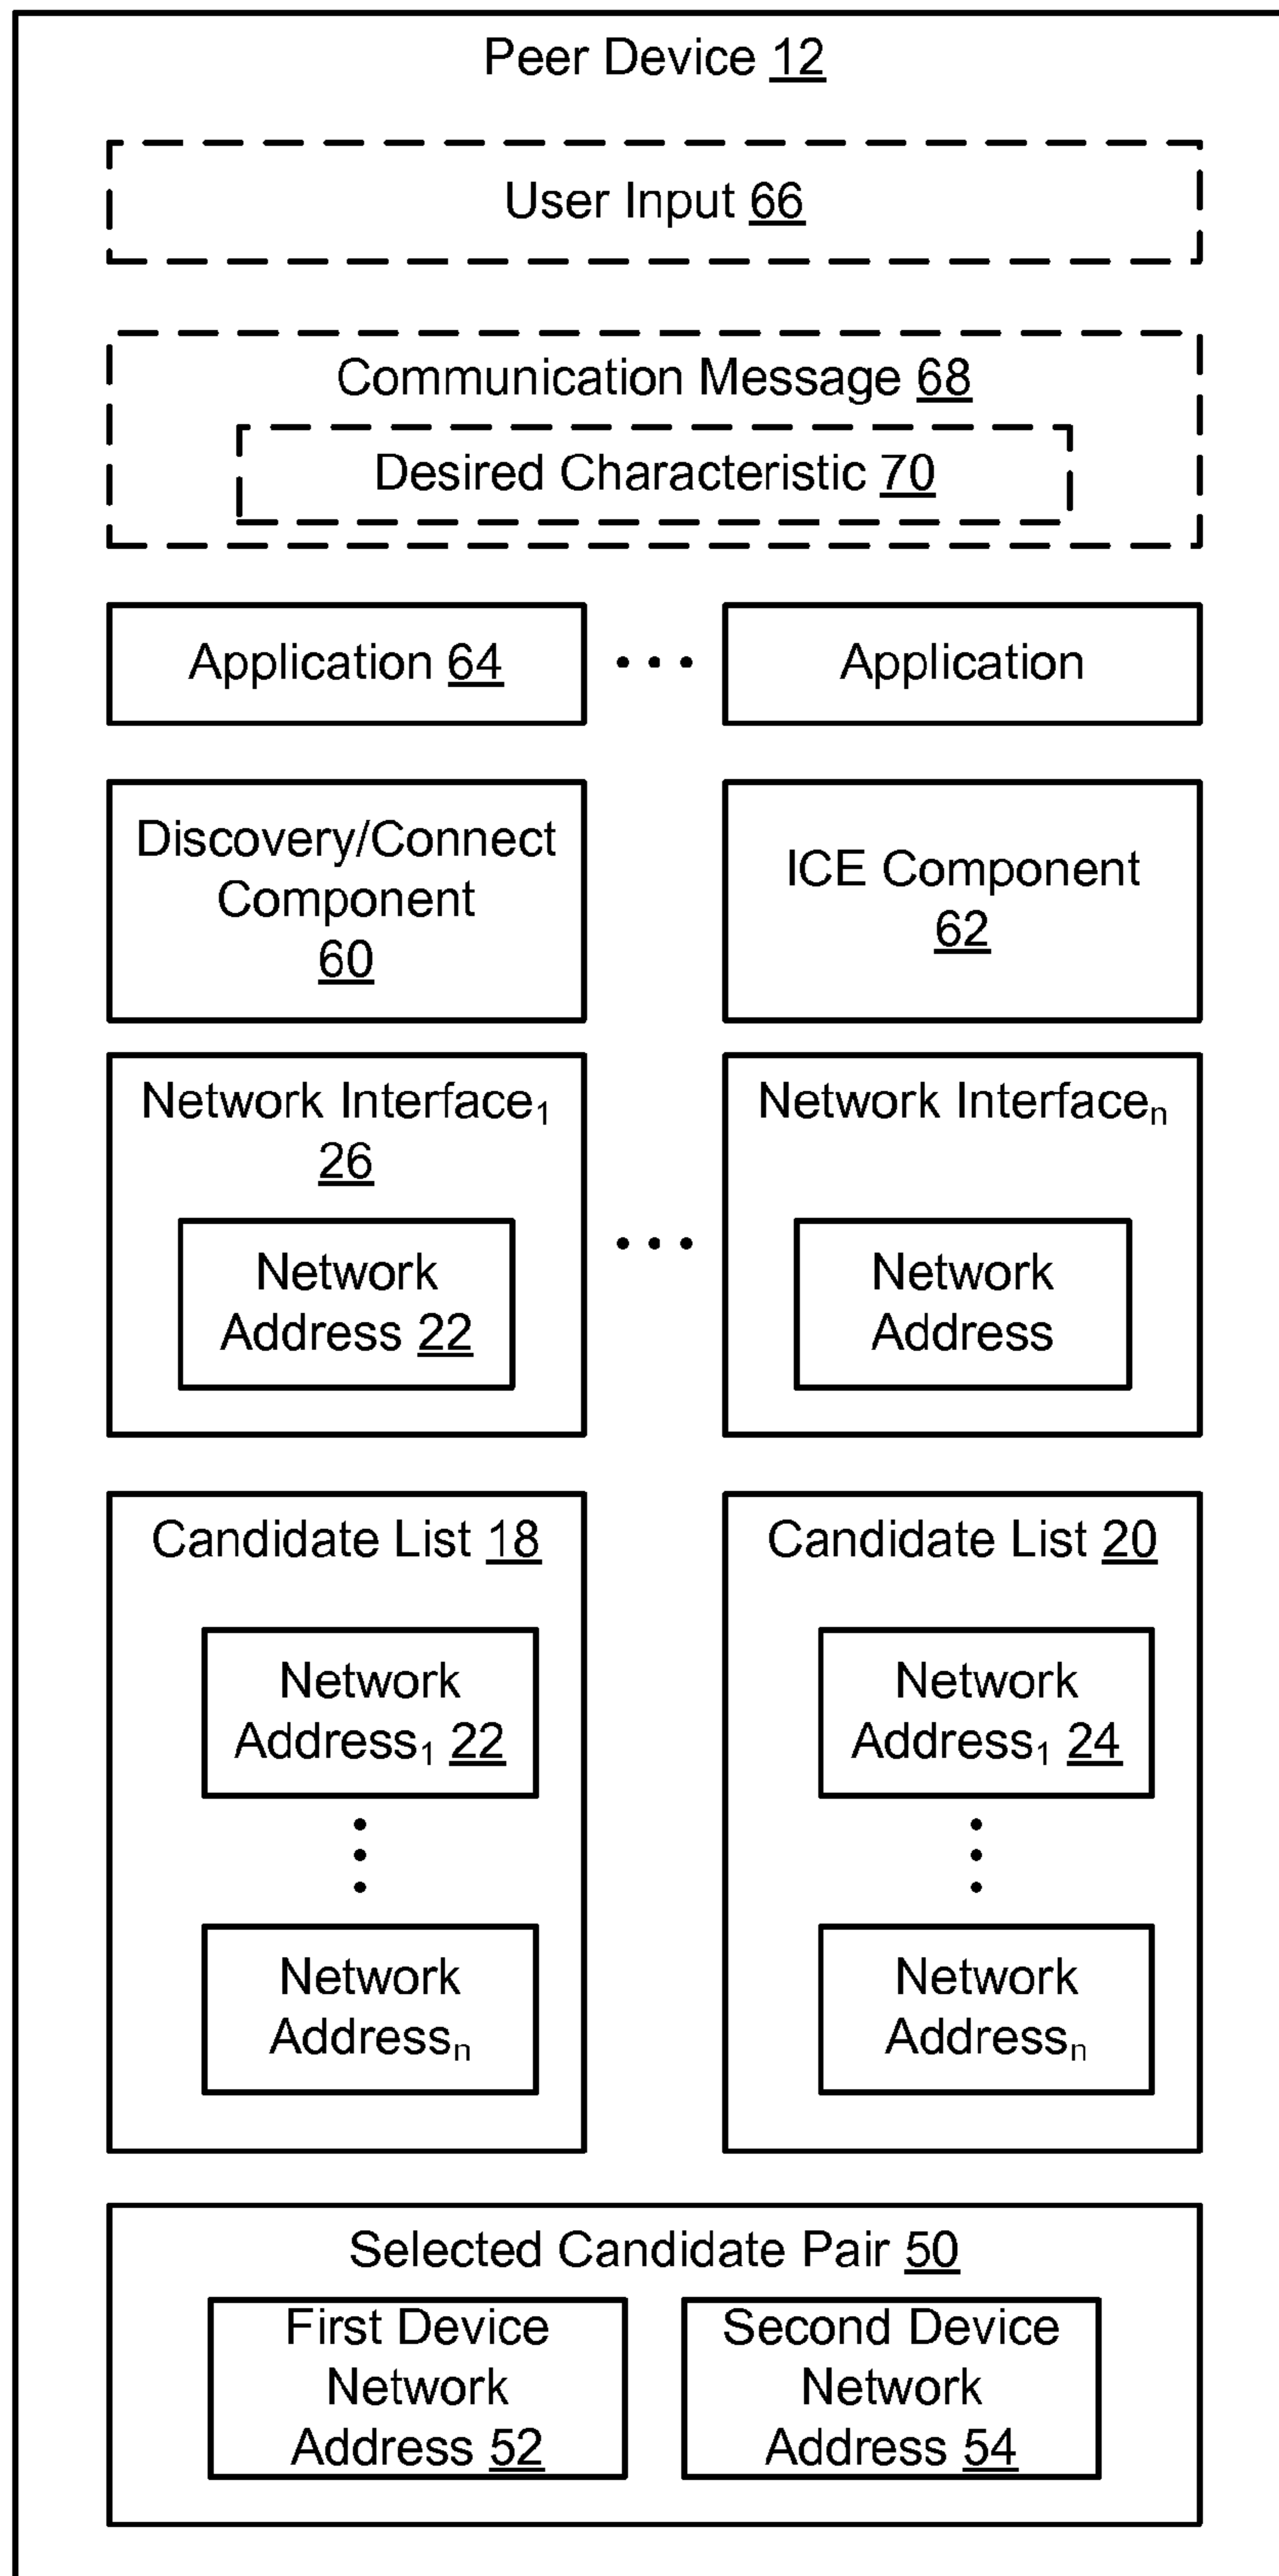 Peer Device 12
User Input 66
Communication Message 68
Desired Characteristic 70
Application 64
Application
Discovery/Connect
Component
60
ICE Component
62
Network Interface₁
26
Network
Address 22
Network Interfaceₙ
Network
Address
Candidate List 18
Network
Address₁ 22
Network
Addressₙ
Candidate List 20
Network
Address₁ 24
Network
Addressₙ
Selected Candidate Pair 50
First Device
Network
Address 52
Second Device
Network
Address 54